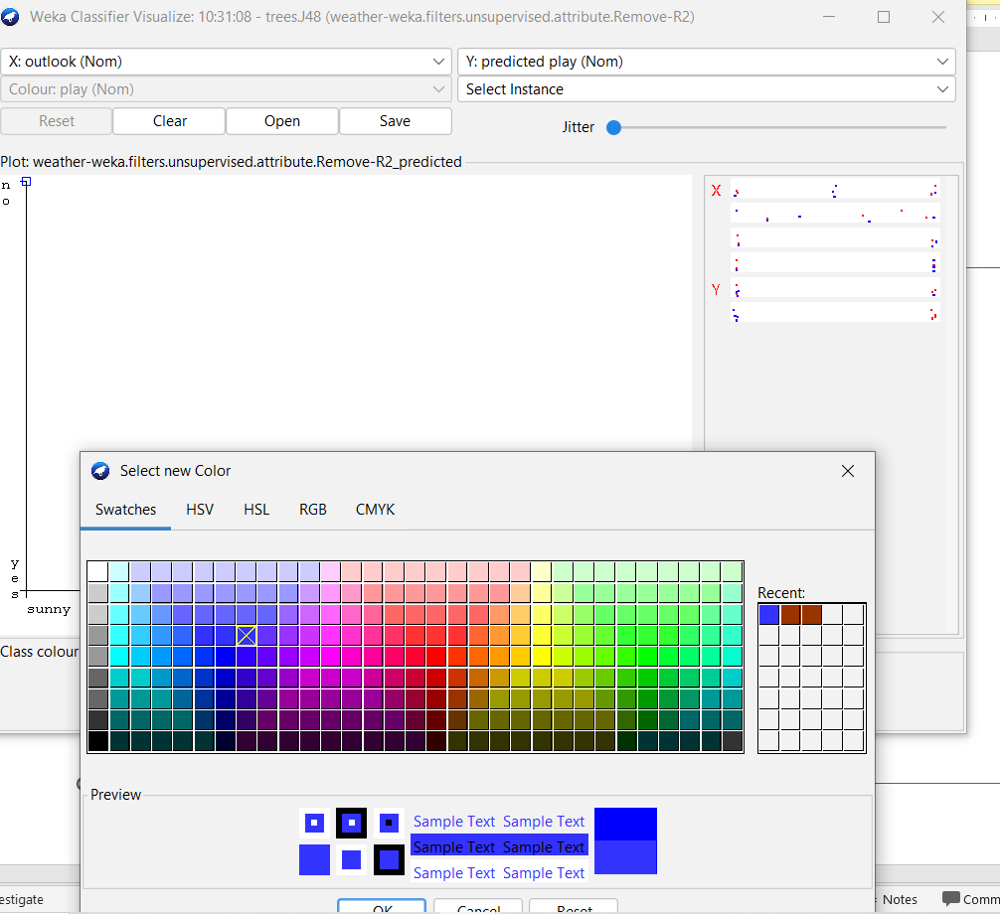 Weka Classifier Visualize: 10:31:08 - trees.J48 (weather-weka.filters.unsupervised.attribute.Remove-R2)
X: outlook (Nom) Y: predicted play (Nom)
Colour: play (Nom) Select Instance
Reset Clear Open Save Jitter
Plot: weather-weka.filters.unsupervised.attribute.Remove-R2_predicted
n
o
X
Y
y
e
s
sunny
Class colour
Select new Color
Swatches HSV HSL RGB CMYK
Recent:
Preview
Sample Text Sample Text
Sample Text Sample Text
Sample Text Sample Text
OK Cancel Reset
estigate Notes Comm